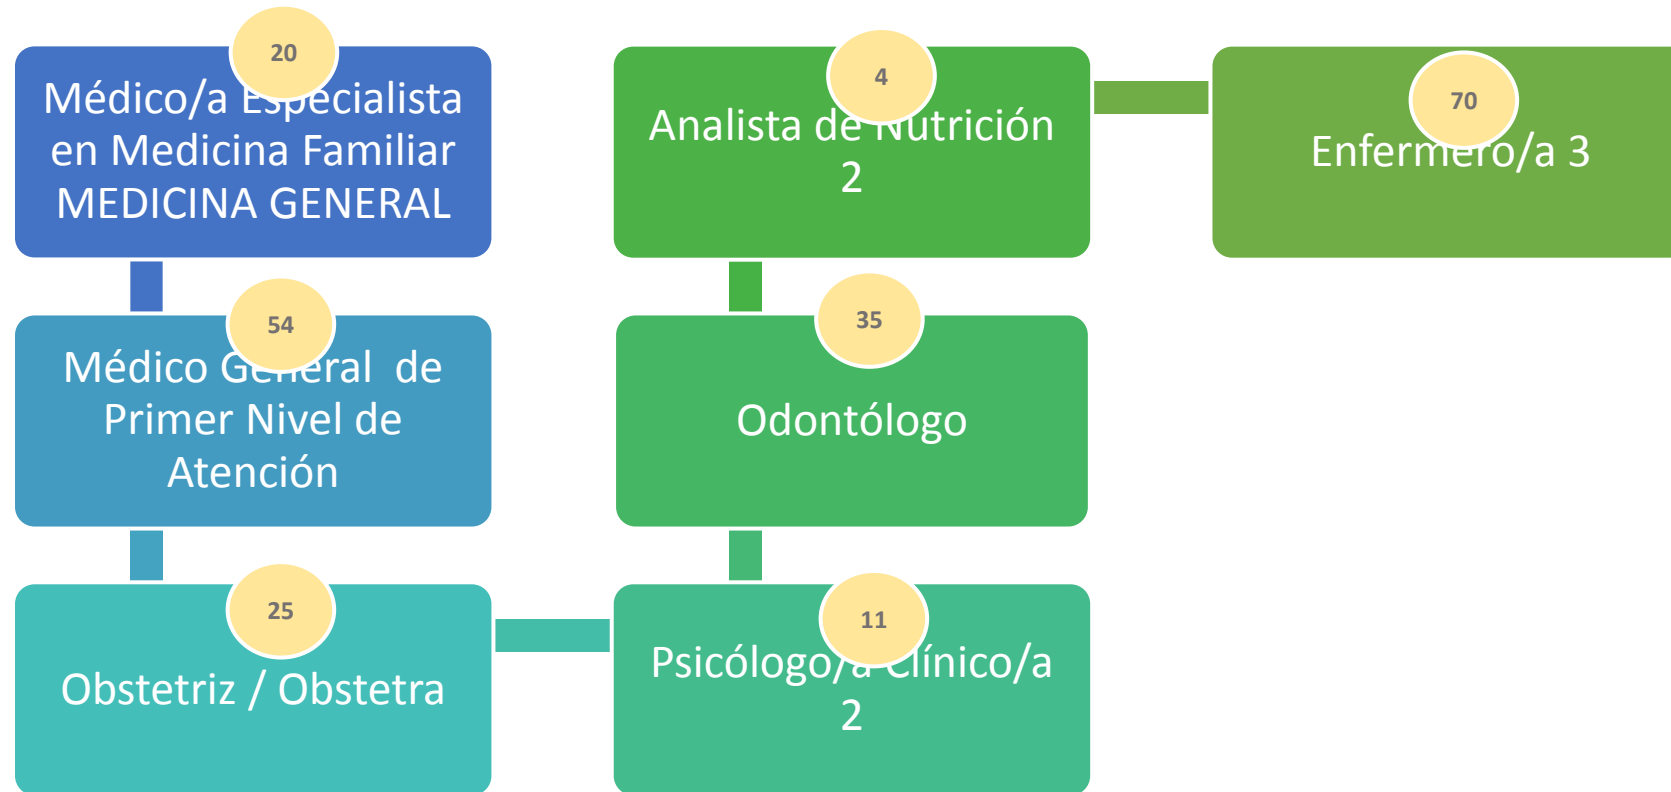 20
Médico/a Especialista
en Medicina Familiar
MEDICINA GENERAL
54
Médico General  de
Primer Nivel de
Atención
25
Obstetriz / Obstetra
11
Psicólogo/a Clínico/a
2
35
Odontólogo
4
Analista de Nutrición
2
70
Enfermero/a 3